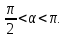 π/2 < α < π.